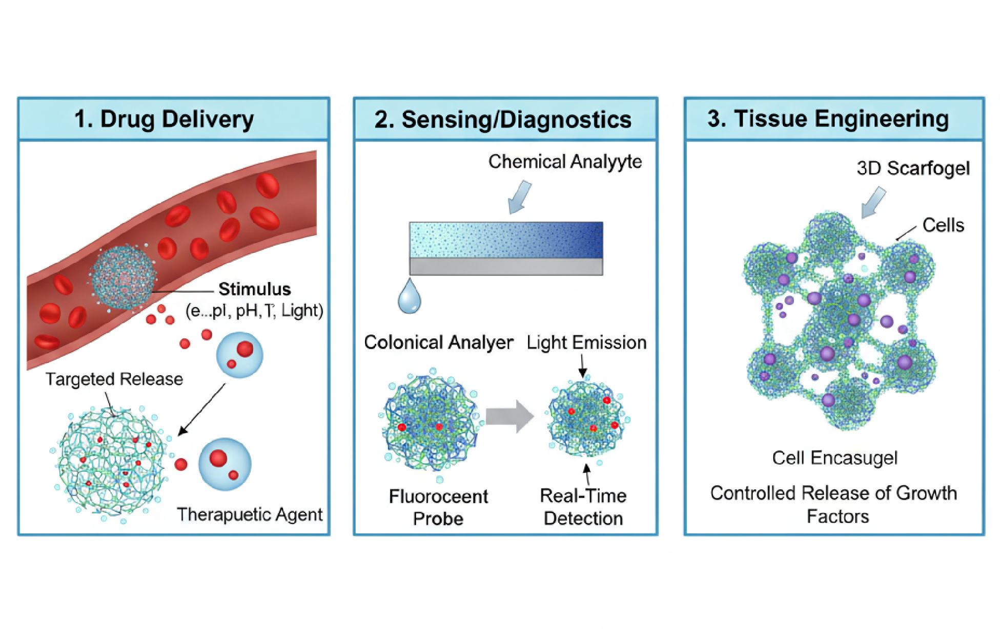 1. Drug Delivery
Stimulus
(e...pI, pH, T, Light)
Targeted Release
Therapuetic Agent
2. Sensing/Diagnostics
Chemical Analyyte
Colonical Analyer
Light Emission
Fluoroceent
Probe
Real-Time
Detection
3. Tissue Engineering
3D Scarfogel
Cells
Cell Encasugel
Controlled Release of Growth
Factors